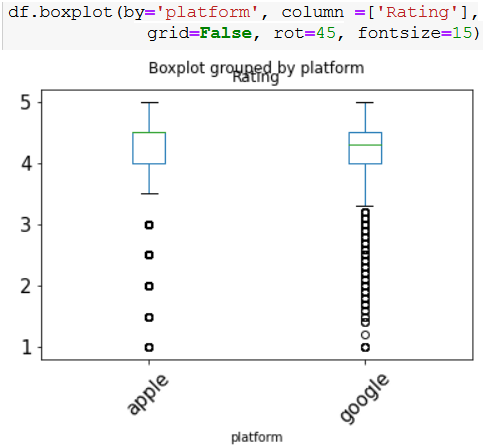 df.boxplot(by='platform', column =['Rating'],
grid=False, rot=45, fontsize=15)
Boxplot grouped by platform
Rating
5
4
3
2
1
apple
google
platform